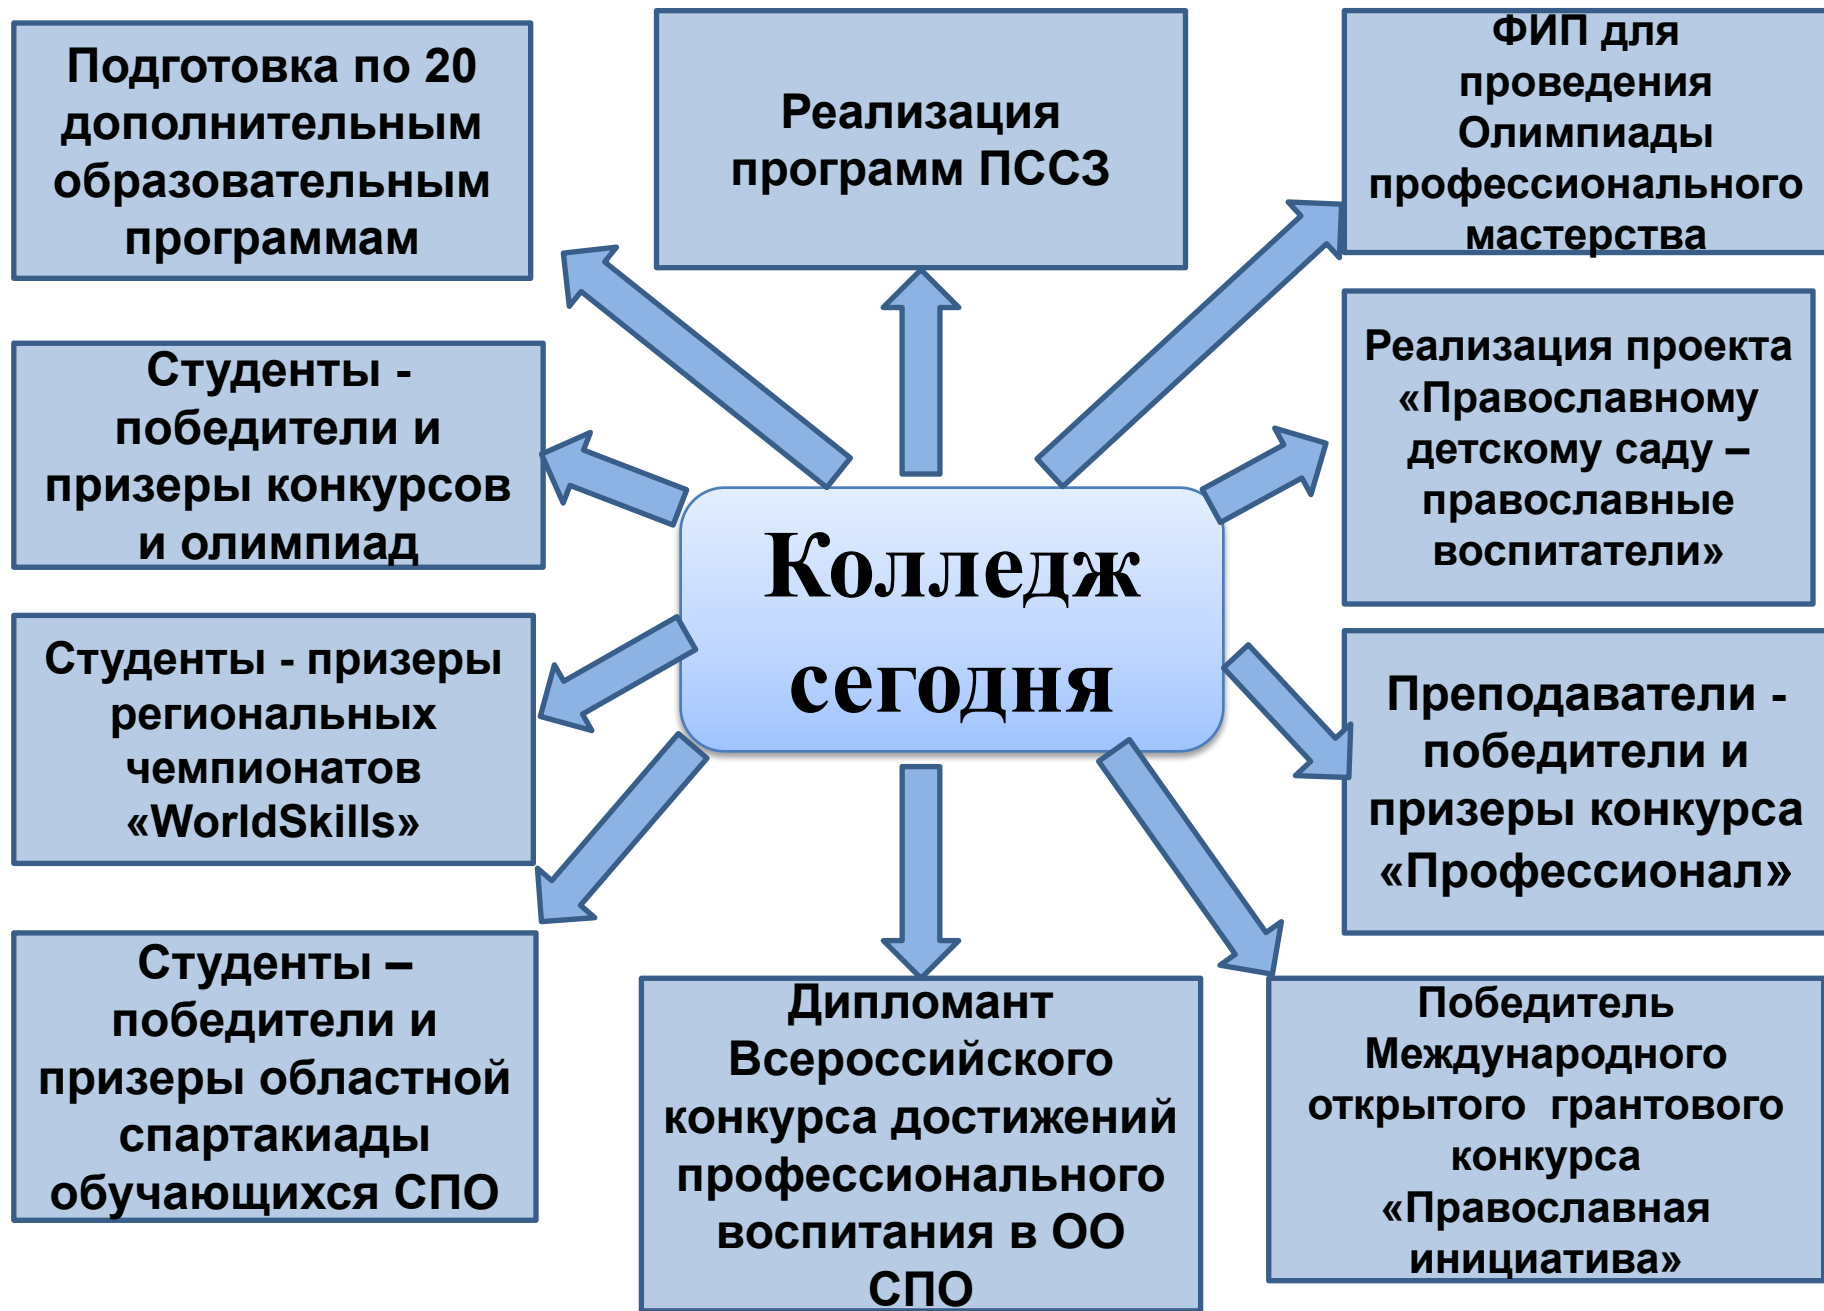 Подготовка по 20
дополнительным
образовательным
программам
Реализация
программ ПССЗ
ФИП для
проведения
Олимпиады
профессионального
мастерства
Студенты -
победители и
призеры конкурсов
и олимпиад
Реализация проекта
«Православному
детскому саду –
православные
воспитатели»
Колледж
сегодня
Студенты - призеры
региональных
чемпионатов
«WorldSkills»
Преподаватели -
победители и
призеры конкурса
«Профессионал»
Студенты –
победители и
призеры областной
спартакиады
обучающихся СПО
Дипломант
Всероссийского
конкурса достижений
профессионального
воспитания в ОО
СПО
Победитель
Международного
открытого  грантового
конкурса
«Православная
инициатива»